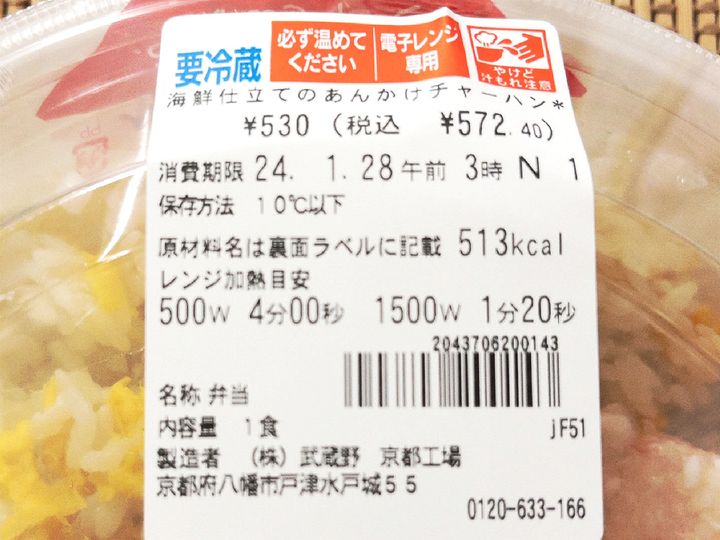 要冷蔵 必ず温めてください 電子レンジ専用 やけど汁もれ注意
海鮮仕立てのあんかけチャーハン*
¥530 (税込 ¥572.40)
消費期限 24. 1.28午前 3時 N 1
保存方法 10℃以下
原材料名は裏面ラベルに記載 513kcal
レンジ加熱目安
500W 4分00秒 1500W 1分20秒
2043706200143
名称 弁当
内容量 1食 jF51
製造者 (株) 武蔵野 京都工場
京都府八幡市戸津水戸城55
0120-633-166
PP